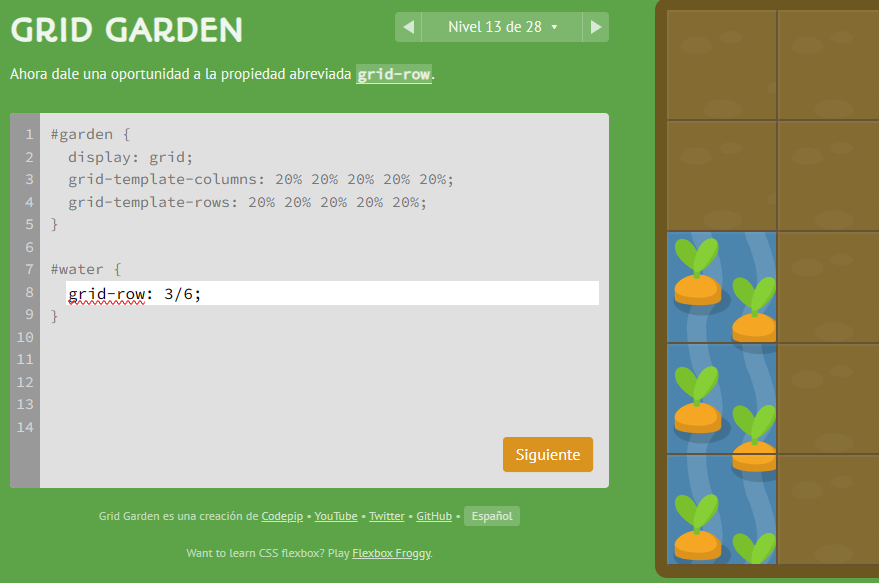 GRID GARDEN
Nivel 13 de 28
Ahora dale una oportunidad a la propiedad abreviada grid-row.
1 #garden {
2 display: grid;
3 grid-template-columns: 20% 20% 20% 20% 20%;
4 grid-template-rows: 20% 20% 20% 20% 20%;
5 }
6
7 #water {
8 grid-row: 3/6;
9 }
10
11
12
13
14
Siguiente
Grid Garden es una creación de Codepip • YouTube • Twitter • GitHub • Español
Want to learn CSS flexbox? Play Flexbox Froggy.